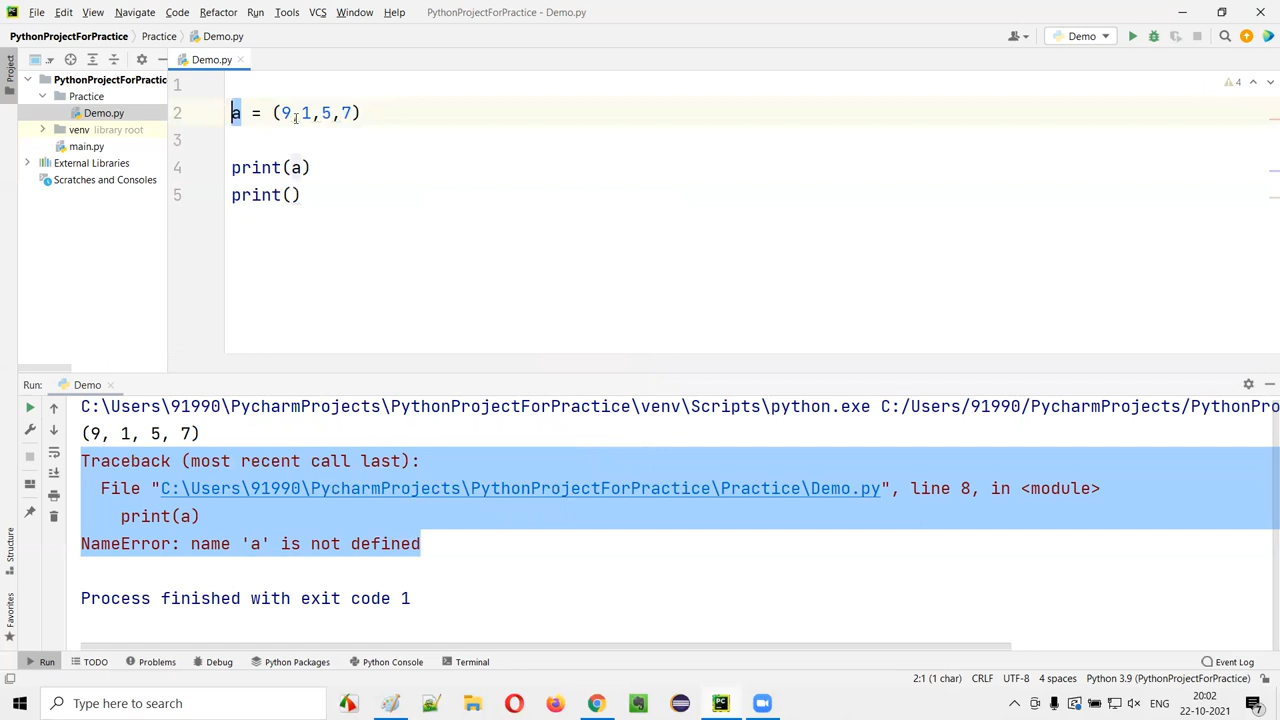 File Edit View Navigate Code Refactor Run Tools VCS Window Help PythonProjectForPractice - Demo.py
PythonProjectForPractice Practice Demo.py Demo
Project
Demo.py
PythonProjectForPractic
Practice
Demo.py
venv library root
main.py
External Libraries
Scratches and Consoles
1
2 a = (9,1,5,7)
3
4 print(a)
5 print()
4
Run: Demo
C:\Users\91990\PycharmProjects\PythonProjectForPractice\venv\Scripts\python.exe C:/Users/91990/PycharmProjects/PythonPro
(9, 1, 5, 7)
Traceback (most recent call last):
File "C:\Users\91990\PycharmProjects\PythonProjectForPractice\Practice\Demo.py", line 8, in <module>
print(a)
NameError: name 'a' is not defined
Process finished with exit code 1
Structure
Favorites
Run TODO Problems Debug Python Packages Python Console Terminal Event Log
2:1 (1 char) CRLF UTF-8 4 spaces Python 3.9 (PythonProjectForPractice)
Type here to search
ENG
20:02
22-10-2021
7